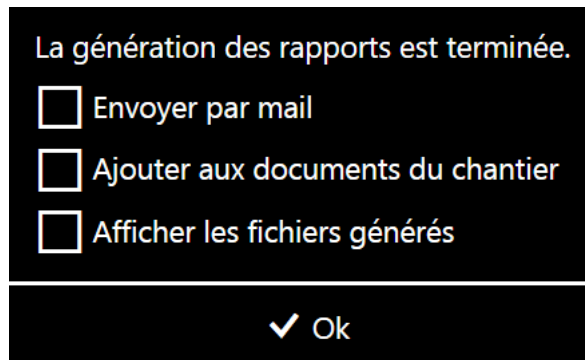 La génération des rapports est terminée.
Envoyer par mail
Ajouter aux documents du chantier
Afficher les fichiers générés
Ok